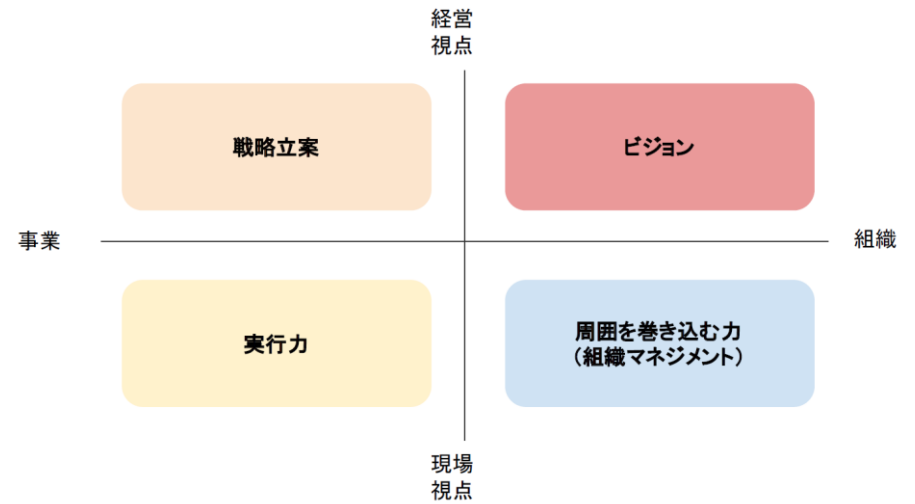 経営
視点
戦略立案
ビジョン
事業
組織
実行力
周囲を巻き込む力
（組織マネジメント）
現場
視点